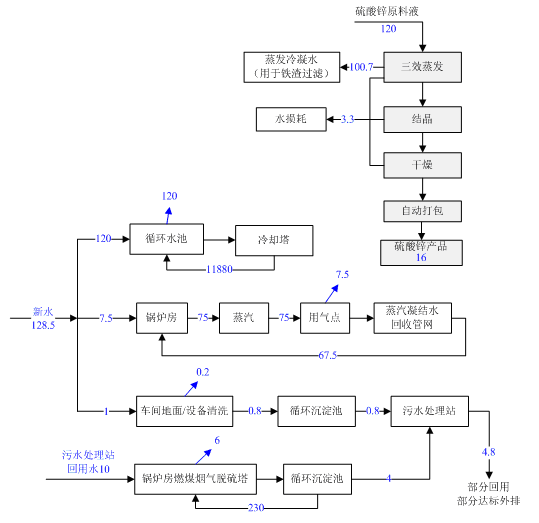 硫酸锌原料液
120
蒸发冷凝水
（用于铁渣过滤）
100.7
三效蒸发
水损耗
3.3
结晶
干燥
自动打包
硫酸锌产品
16
120
120
循环水池
冷却塔
11880
7.5
新水
128.5
7.5
锅炉房
75
蒸汽
75
用气点
蒸汽凝结水
回收管网
67.5
0.2
1
车间地面/设备清洗
0.8
循环沉淀池
0.8
污水处理站
污水处理站
回用水10
6
4.8
锅炉房燃煤烟气脱硫塔
循环沉淀池
4
230
部分回用
部分达标外排